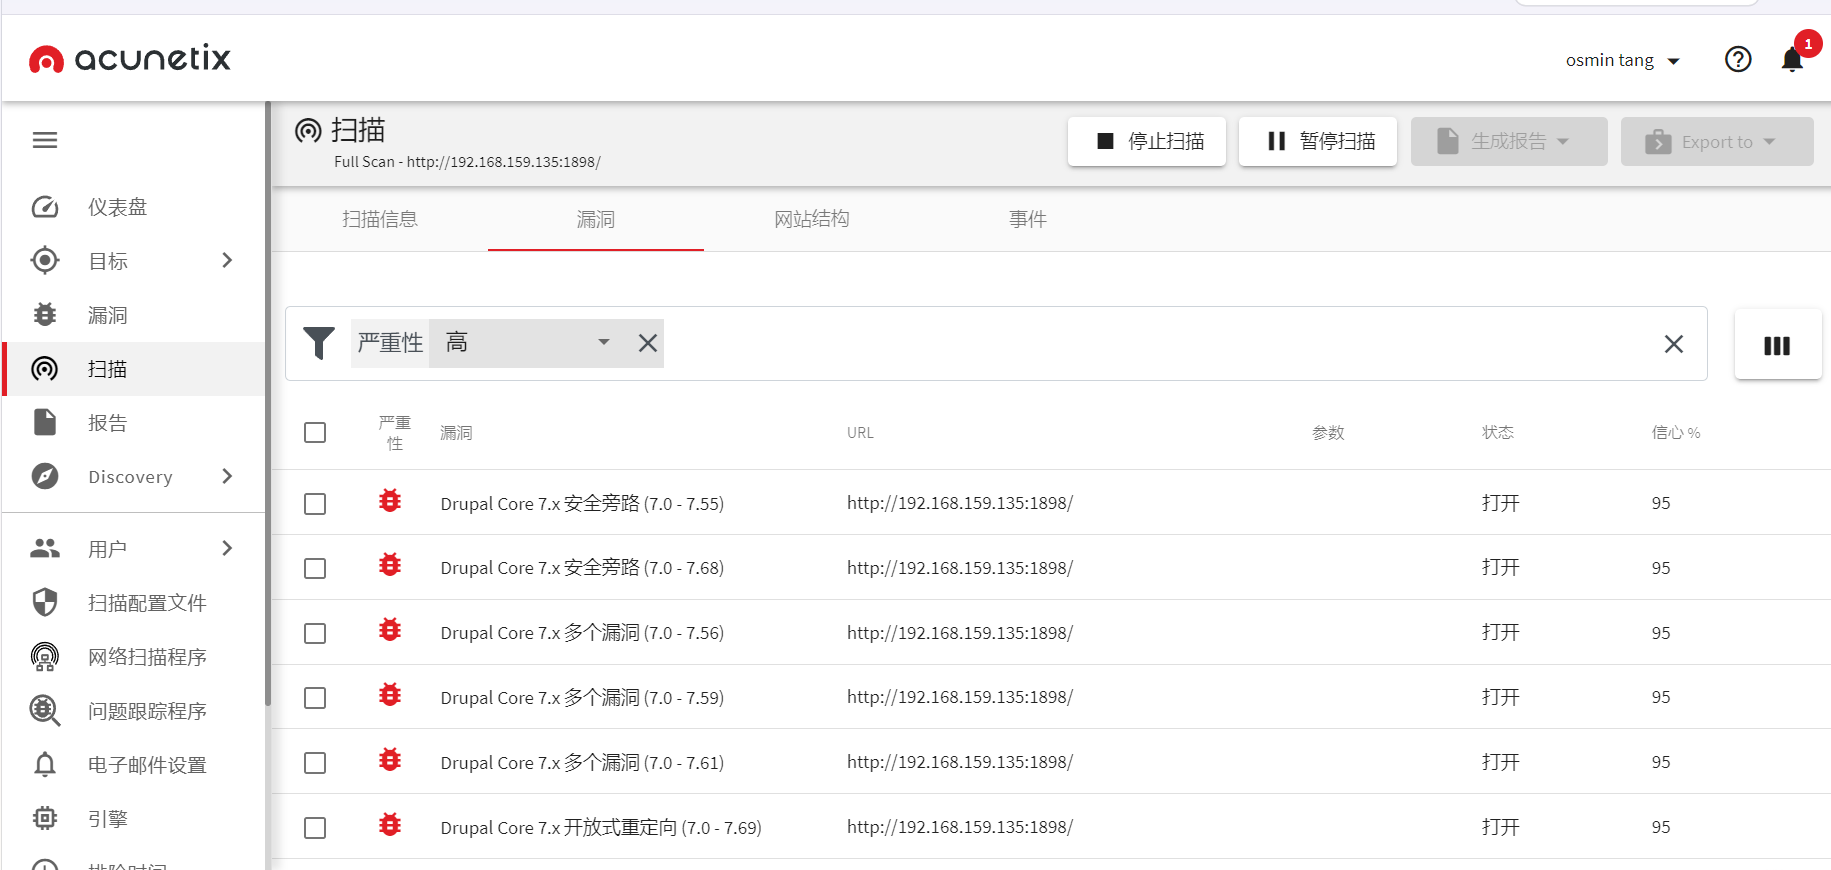 acunetix
osmin tang
1
扫描
Full Scan - http://192.168.159.135:1898/
停止扫描
暂停扫描
生成报告
Export to
仪表盘
目标
漏洞
扫描
报告
Discovery
用户
扫描配置文件
网络扫描程序
问题跟踪程序
电子邮件设置
引擎
排除时间
扫描信息 漏洞 网站结构 事件
严重性 高
严重性 漏洞 URL 参数 状态 信心 %
Drupal Core 7.x 安全旁路 (7.0 - 7.55) http://192.168.159.135:1898/ 打开 95
Drupal Core 7.x 安全旁路 (7.0 - 7.68) http://192.168.159.135:1898/ 打开 95
Drupal Core 7.x 多个漏洞 (7.0 - 7.56) http://192.168.159.135:1898/ 打开 95
Drupal Core 7.x 多个漏洞 (7.0 - 7.59) http://192.168.159.135:1898/ 打开 95
Drupal Core 7.x 多个漏洞 (7.0 - 7.61) http://192.168.159.135:1898/ 打开 95
Drupal Core 7.x 开放式重定向 (7.0 - 7.69) http://192.168.159.135:1898/ 打开 95